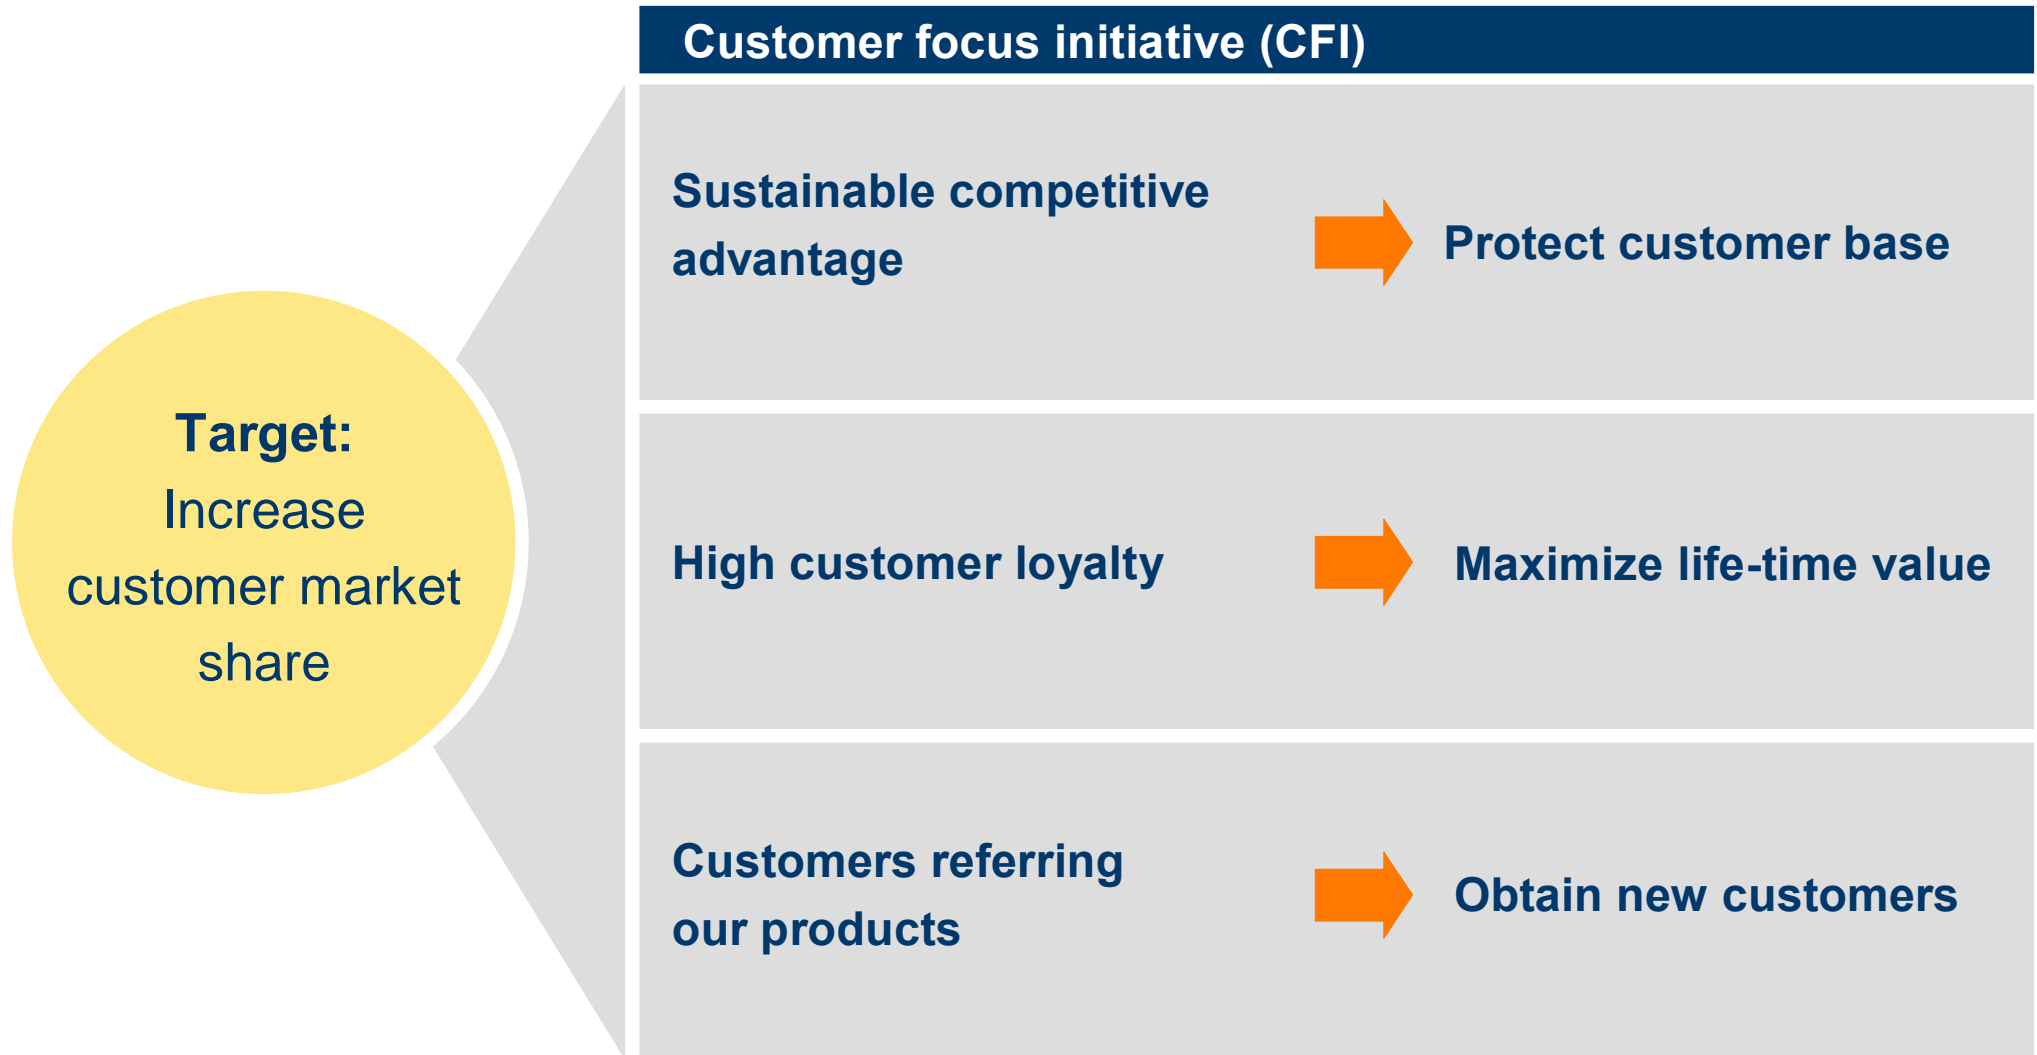 Customer focus initiative (CFI)
Target:
Increase
customer market
share
Sustainable competitive
advantage
Protect customer base
High customer loyalty
Maximize life-time value
Customers referring
our products
Obtain new customers